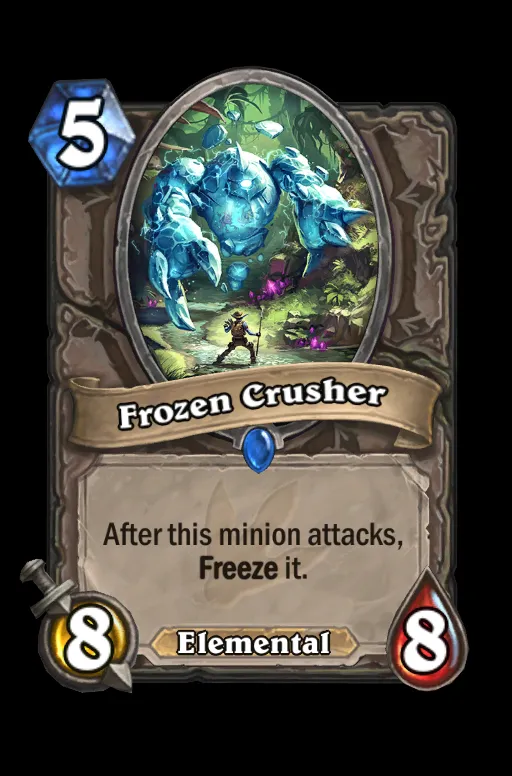 5
Frozen Crusher
After this minion attacks,
Freeze it.
8
Elemental
8